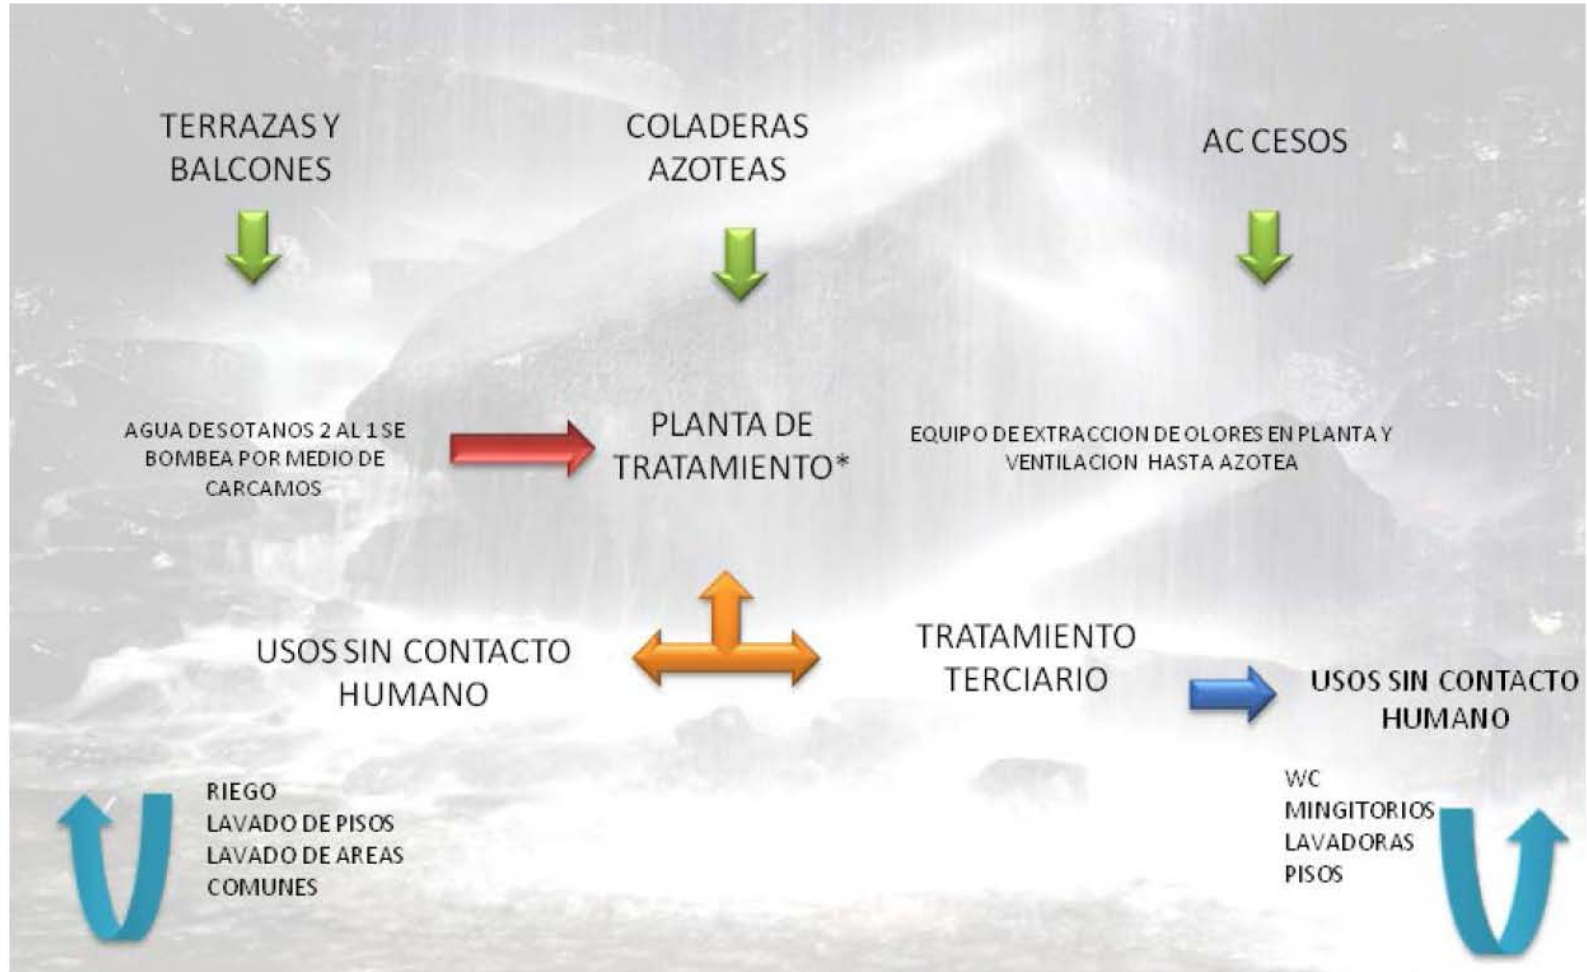 TERRAZAS Y
BALCONES
COLADERAS
AZOTEAS
AC CESOS
AGUA DE SOTANOS 2 AL 1 SE
BOMBEA POR MEDIO DE
CARCAMOS
PLANTA DE
TRATAMIENTO*
EQUIPO DE EXTRACCION DE OLORES EN PLANTA Y
VENTILACION HASTA AZOTEA
USOS SIN CONTACTO
HUMANO
TRATAMIENTO
TERCIARIO
USOS SIN CONTACTO
HUMANO
RIEGO
LAVADO DE PISOS
LAVADO DE AREAS
COMUNES
WC
MINGITORIOS
LAVADORAS
PISOS